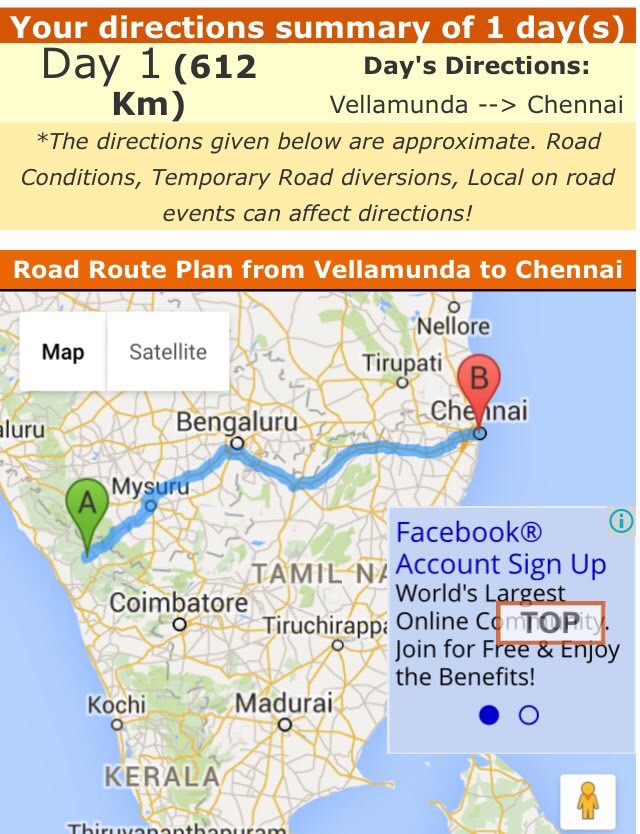 Your directions summary of 1 day(s)
Day 1 (612
Km)
Day's Directions:
Vellamunda --> Chennai
*The directions given below are approximate. Road
Conditions, Temporary Road diversions, Local on road
events can affect directions!
Road Route Plan from Vellamunda to Chennai
Map
Satellite
Nellore
Tirupati
B
Chennai
aluru
Bengaluru
A
Mysuru
TAMIL NA
Coimbatore
Tiruchirappa
Kochi
Madurai
KERALA
Thiruvananthapuram
Facebook®
Account Sign Up
World's Largest
Online Community.
TOP
Join for Free & Enjoy
the Benefits!